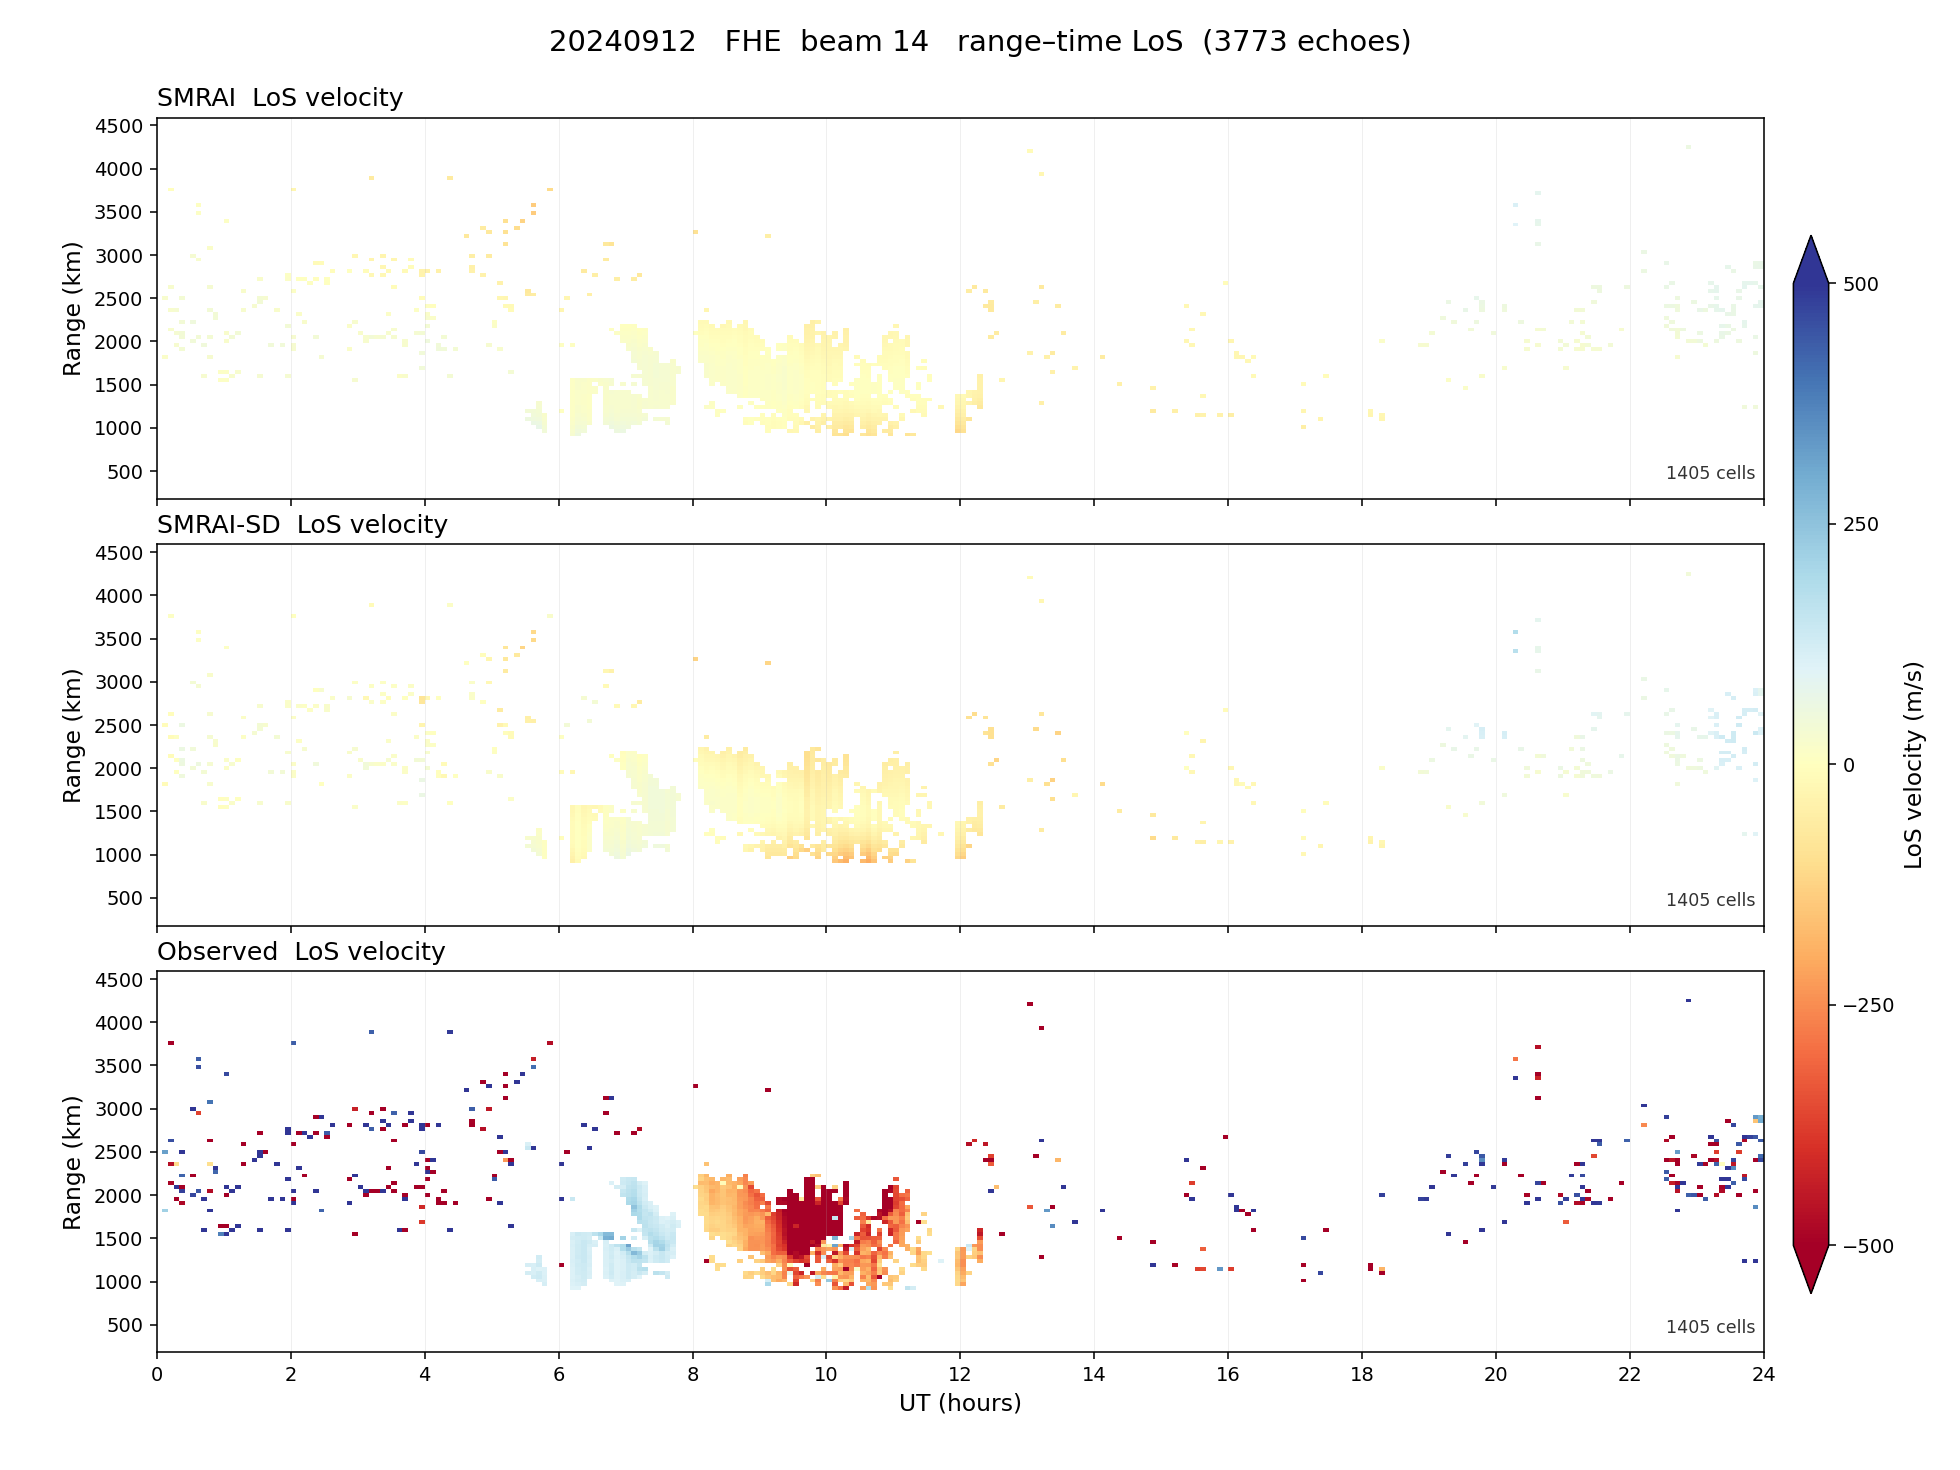 20240912   FHE  beam 14   range–time LoS  (3773 echoes)
SMRAI  LoS velocity
4500
4000
3500
3000
2500
2000
1500
1000
500
Range (km)
1405 cells
SMRAI-SD  LoS velocity
4500
4000
3500
3000
2500
2000
1500
1000
500
Range (km)
1405 cells
Observed  LoS velocity
4500
4000
3500
3000
2500
2000
1500
1000
500
Range (km)
1405 cells
0 2 4 6 8 10 12 14 16 18 20 22 24
UT (hours)
500
250
0
−250
−500
LoS velocity (m/s)